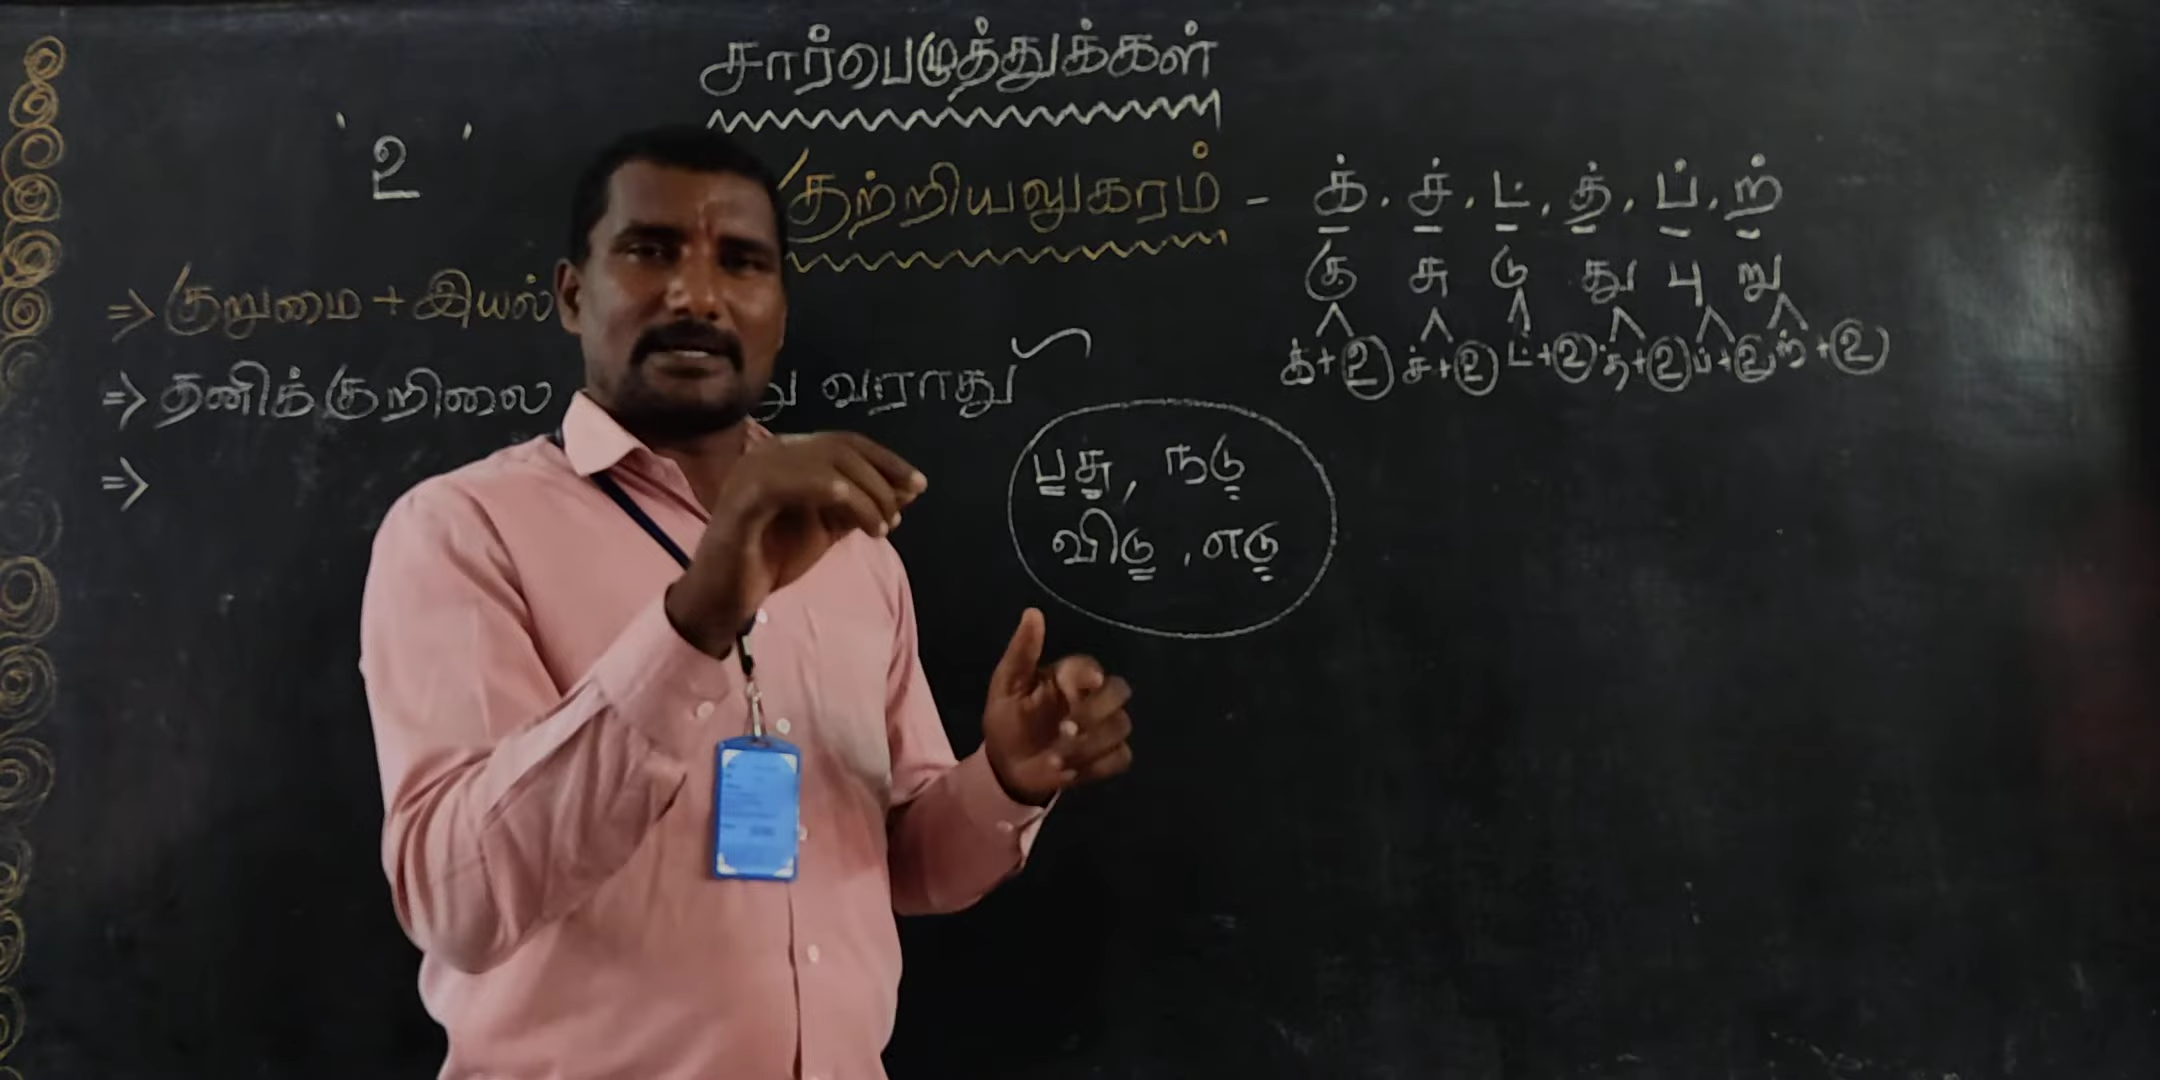 சார்பெழுத்துக்கள்
' உ '
குற்றியலுகரம் - க், ச், ட், த், ப், ற்
கு சு டு து பு று
க்+உ ச்+உ ட்+உ த்+உ ப்+உ ற்+உ
=> குறுமை + இயல்
=> தனிக்குறிலை து வராது
=>
பசு, நடு
விடு, எடு